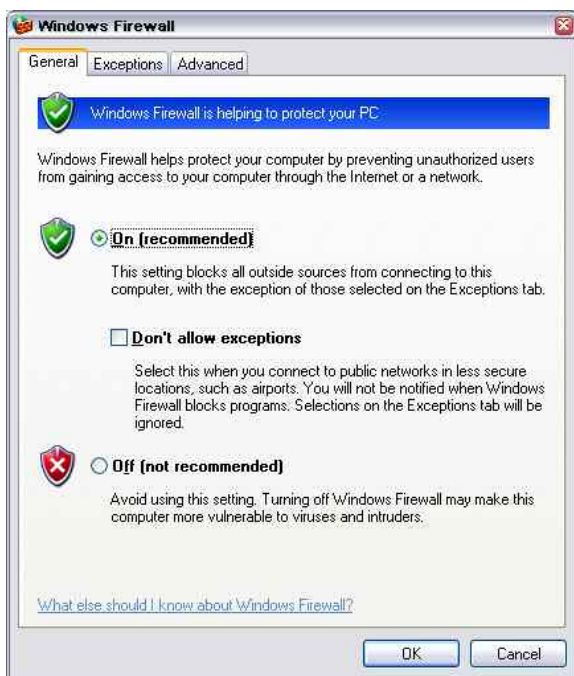 Windows Firewall
General Exceptions Advanced
Windows Firewall is helping to protect your PC
Windows Firewall helps protect your computer by preventing unauthorized users
from gaining access to your computer through the Internet or a network.
On (recommended)
This setting blocks all outside sources from connecting to this
computer, with the exception of those selected on the Exceptions tab.
Don't allow exceptions
Select this when you connect to public networks in less secure
locations, such as airports. You will not be notified when Windows
Firewall blocks programs. Selections on the Exceptions tab will be
ignored.
Off (not recommended)
Avoid using this setting. Turning off Windows Firewall may make this
computer more vulnerable to viruses and intruders.
What else should I know about Windows Firewall?
OK Cancel